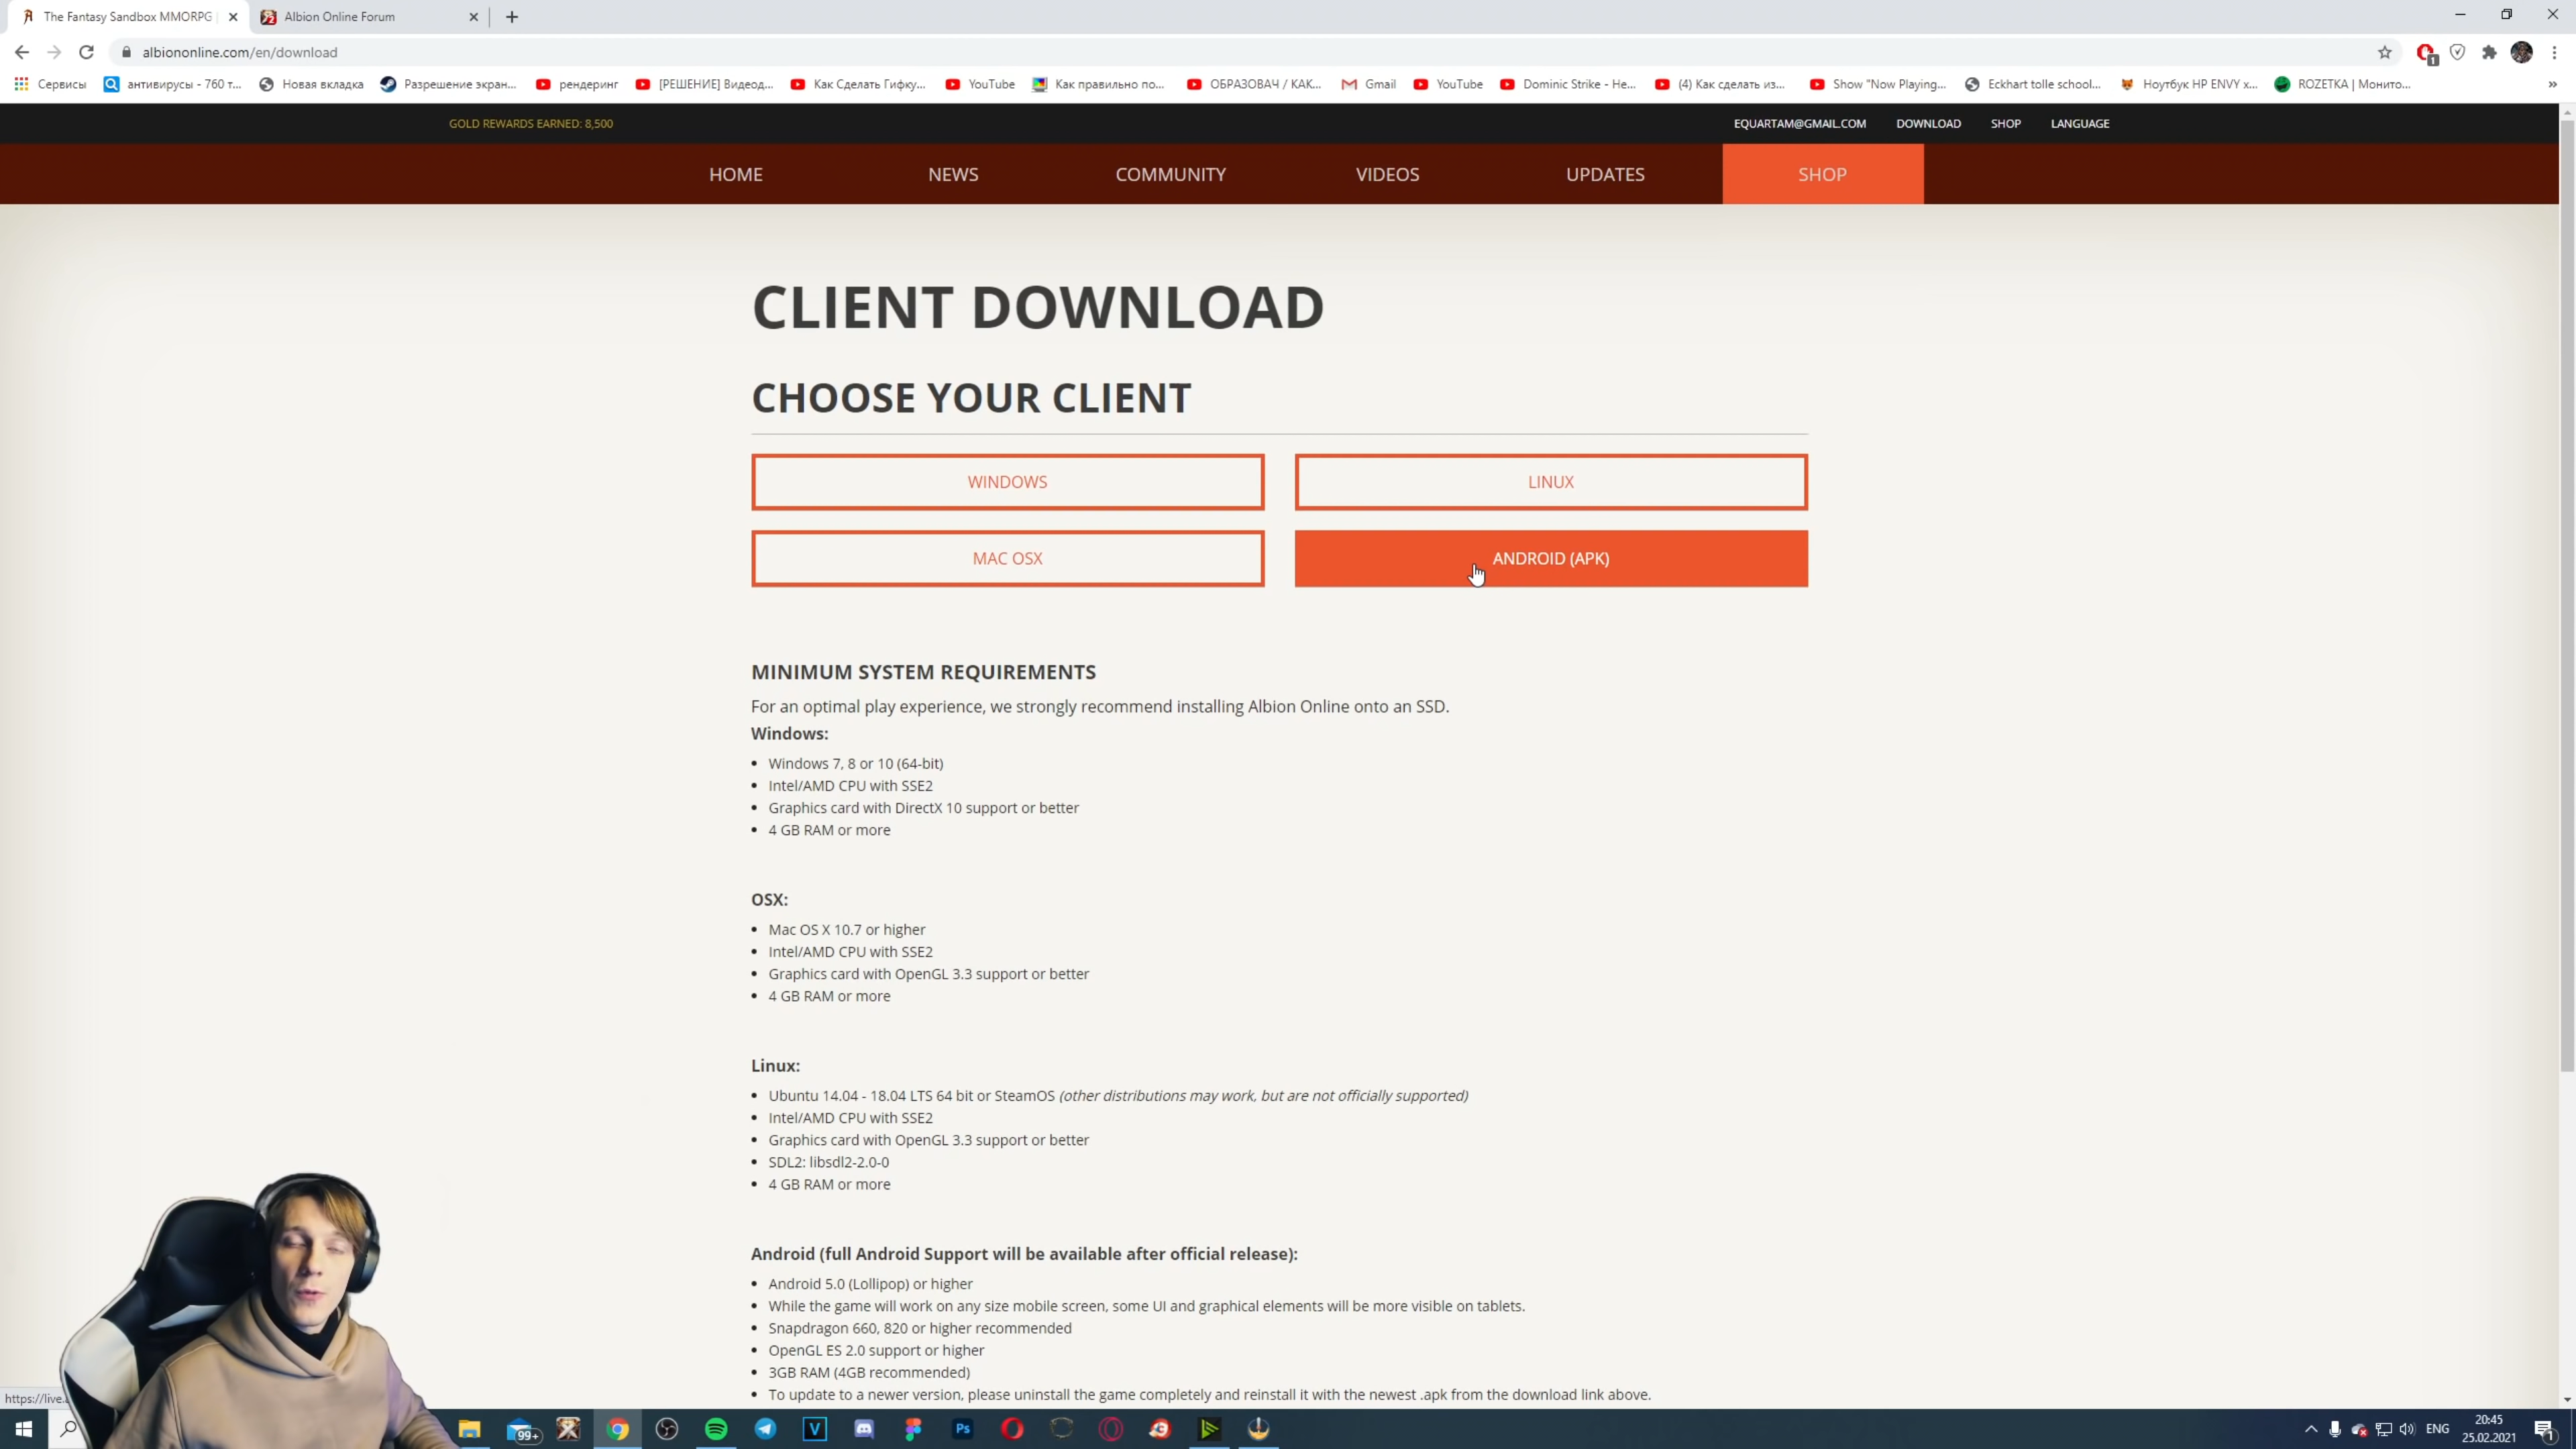 The Fantasy Sandbox MMORPG
Albion Online Forum
albiononline.com/en/download
Сервисы
антивирусы - 760 т...
Новая вкладка
Разрешение экран...
рендеринг
[РЕШЕНИЕ] Видеод...
Как Сделать Гифку...
YouTube
Как правильно по...
ОБРАЗОВАЧ / КАК...
Gmail
YouTube
Dominic Strike - He...
(4) Как сделать из...
Show "Now Playing...
Eckhart tolle school...
Ноутбук HP ENVY x...
ROZETKA | Монито...
GOLD REWARDS EARNED: 8,500
EQUARTAM@GMAIL.COM
DOWNLOAD
SHOP
LANGUAGE
HOME
NEWS
COMMUNITY
VIDEOS
UPDATES
SHOP
CLIENT DOWNLOAD
CHOOSE YOUR CLIENT
WINDOWS
LINUX
MAC OSX
ANDROID (APK)
MINIMUM SYSTEM REQUIREMENTS
For an optimal play experience, we strongly recommend installing Albion Online onto an SSD.
Windows:
• Windows 7, 8 or 10 (64-bit)
• Intel/AMD CPU with SSE2
• Graphics card with DirectX 10 support or better
• 4 GB RAM or more
OSX:
• Mac OS X 10.7 or higher
• Intel/AMD CPU with SSE2
• Graphics card with OpenGL 3.3 support or better
• 4 GB RAM or more
Linux:
• Ubuntu 14.04 - 18.04 LTS 64 bit or SteamOS (other distributions may work, but are not officially supported)
• Intel/AMD CPU with SSE2
• Graphics card with OpenGL 3.3 support or better
• SDL2: libsdl2-2.0-0
• 4 GB RAM or more
Android (full Android Support will be available after official release):
• Android 5.0 (Lollipop) or higher
• While the game will work on any size mobile screen, some UI and graphical elements will be more visible on tablets.
• Snapdragon 660, 820 or higher recommended
• OpenGL ES 2.0 support or higher
• 3GB RAM (4GB recommended)
• To update to a newer version, please uninstall the game completely and reinstall it with the newest .apk from the download link above.
https://live.
99+
V
Ps
ENG
20:45
25.02.2021
1